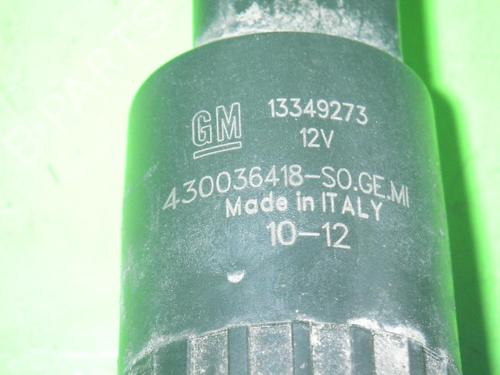 GM 13349273
12V
430036418-SO.GE.MI
Made in ITALY
10-12